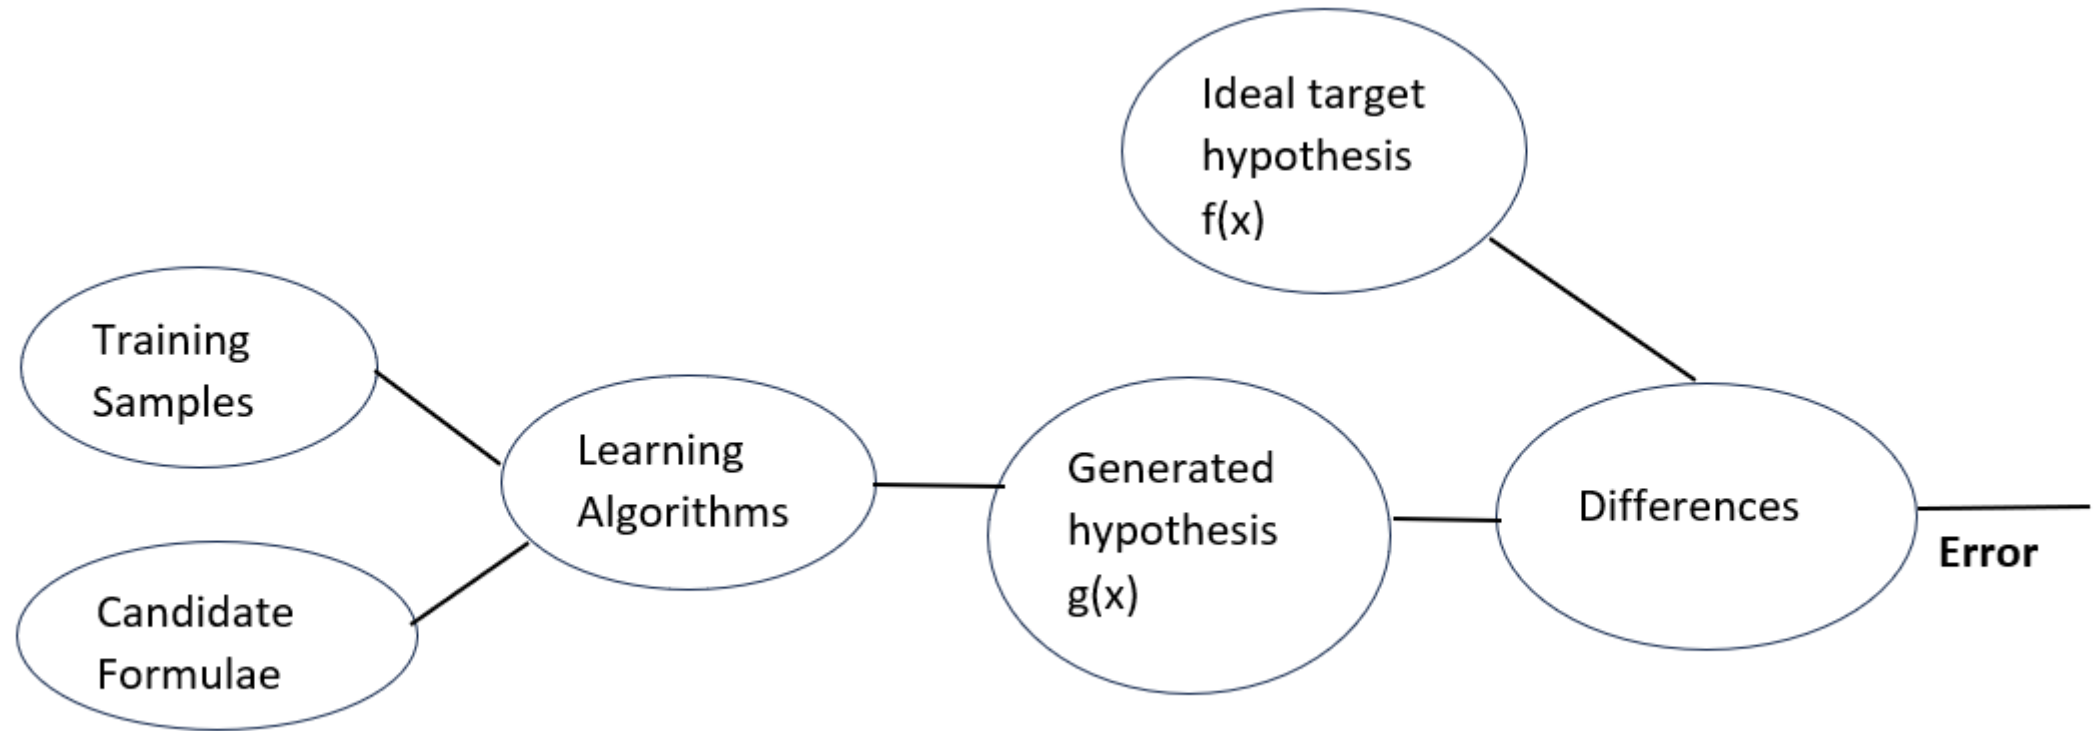 Ideal target
hypothesis
f(x)
Training
Samples
Candidate
Formulae
Learning
Algorithms
Generated
hypothesis
g(x)
Differences
Error